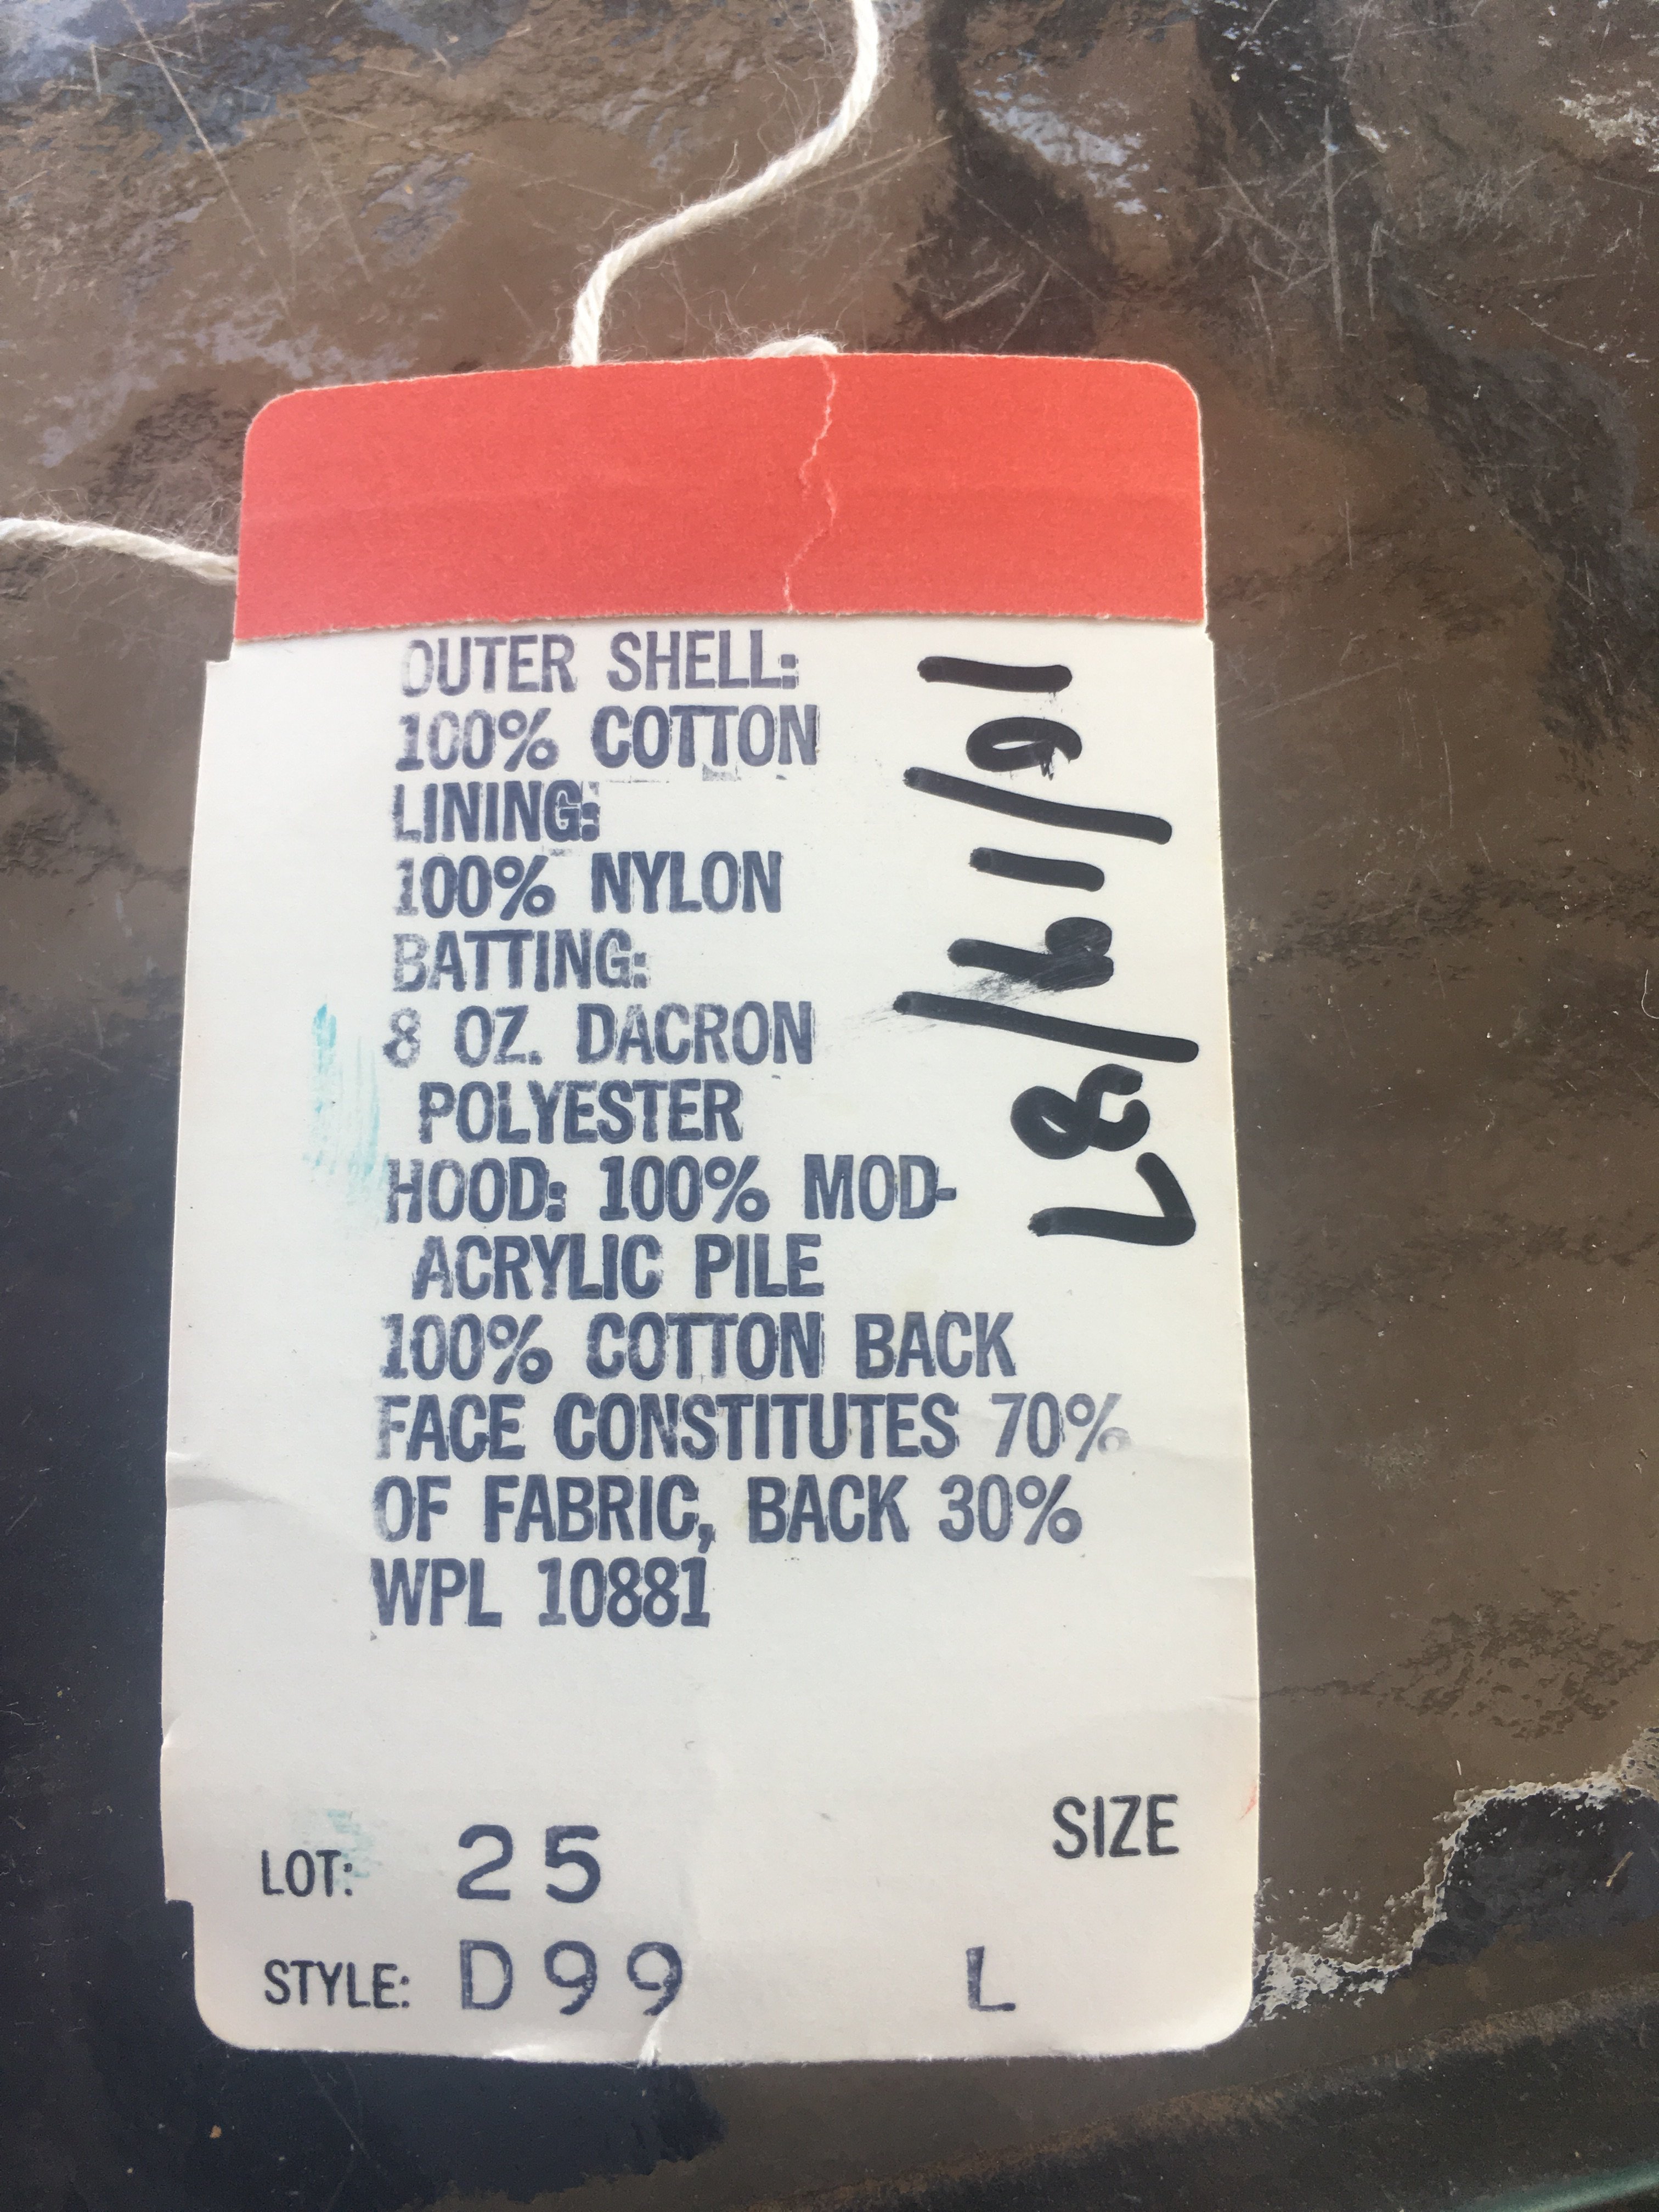 OUTER SHELL:
100% COTTON
LINING:
100% NYLON
BATTING:
8 OZ. DACRON
POLYESTER
HOOD: 100% MOD-
ACRYLIC PILE
100% COTTON BACK
FACE CONSTITUTES 70%
OF FABRIC, BACK 30%
WPL 10881
10/19/87
SIZE
LOT: 25
STYLE: D99 L